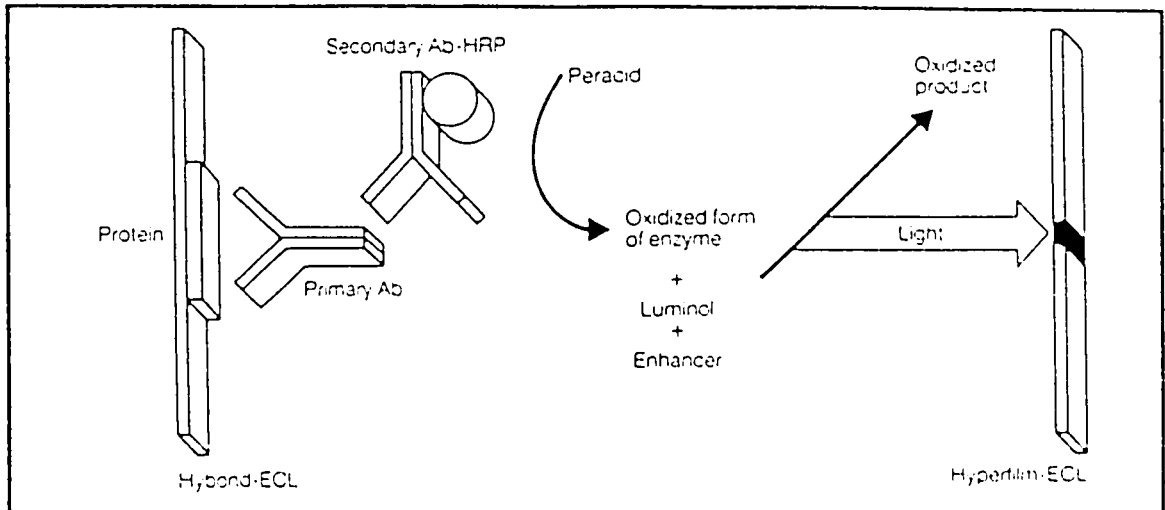 Secondary Ab-HRP
Peracid
Oxidized
product
Protein
Primary Ab
Oxidized form
of enzyme
+
Luminol
+
Enhancer
Light
Hybond-ECL
Hyperfilm-ECL